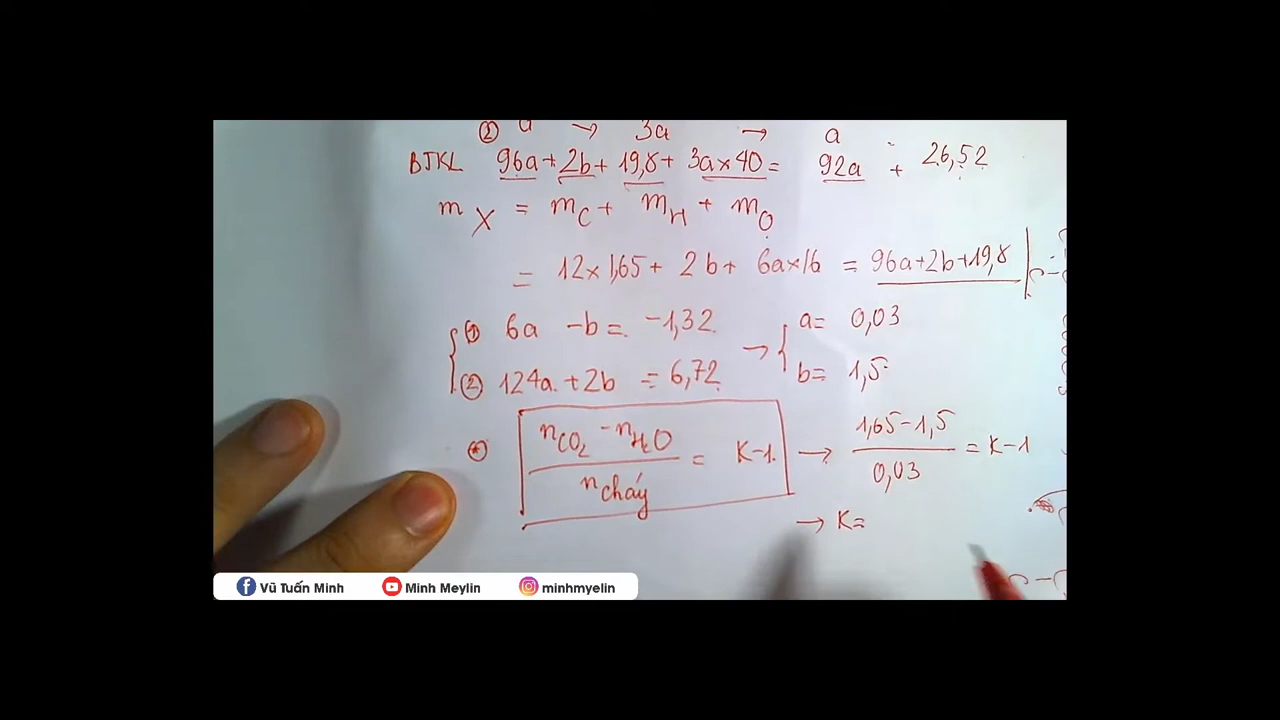 ② a → 3a → a
BTKL 96a + 2b + 19,8 + 3a×40 = 92a + 26,52
m X = m C + m H + m O
= 12×1,65 + 2b + 6a×16 = 96a+2b+19,8
① 6a - b = -1,32 → a= 0,03
② 124a + 2b = 6,72 b= 1,5
(*) nCO2 - nH2O / ncháy = K-1 → 1,65-1,5 / 0,03 = K-1
→ K=
Vũ Tuấn Minh Minh Meylin minhmyelin